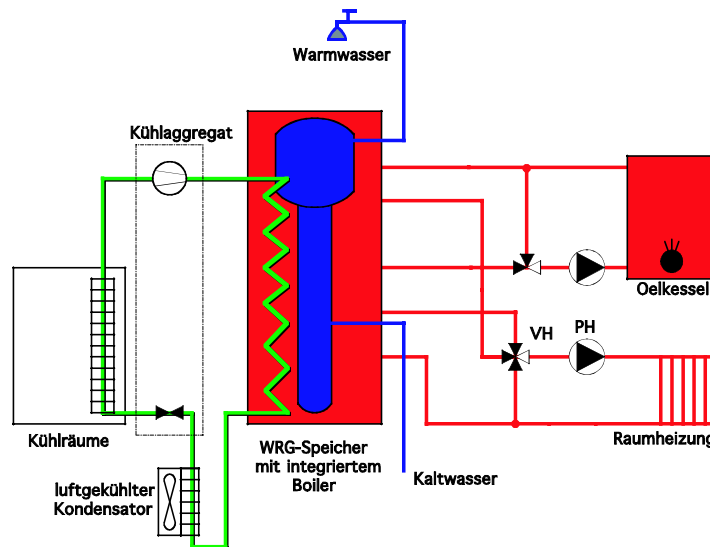 Warmwasser
Kühlaggregat
Oelkessel
VH
PH
Kühlräume
WRG-Speicher
mit integriertem
Boiler
Raumheizung
Kaltwasser
luftgekühlter
Kondensator